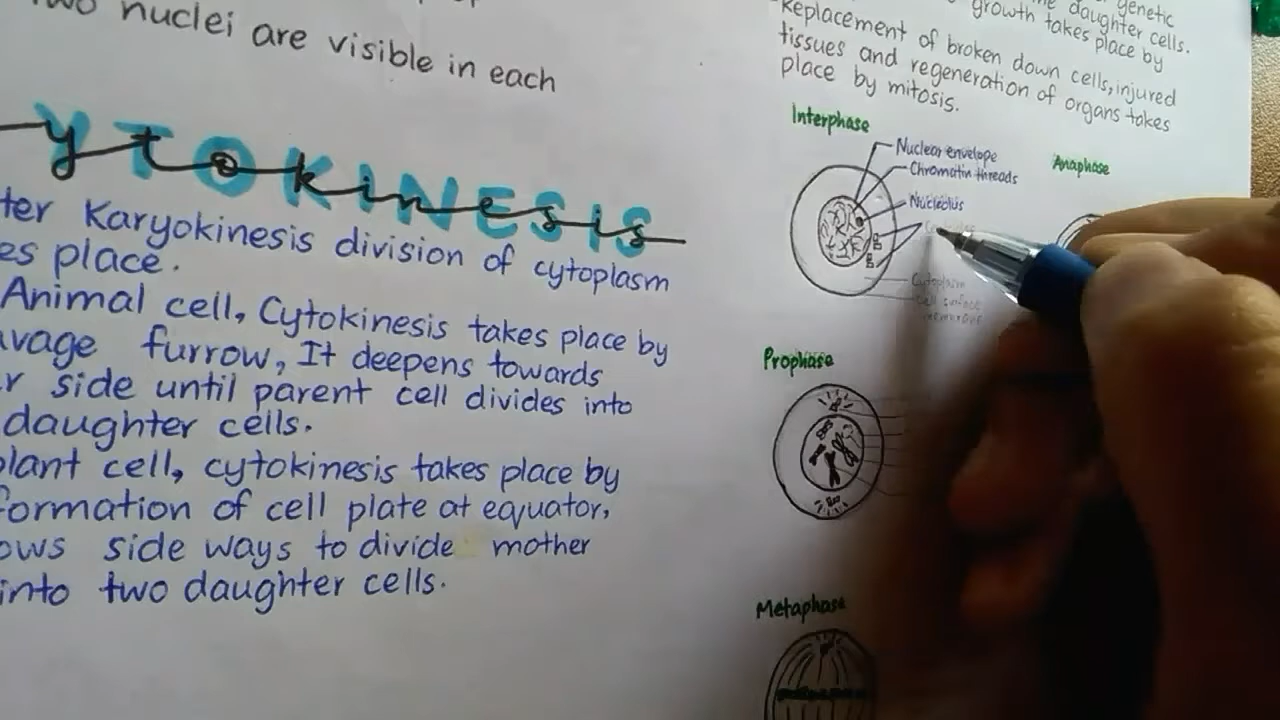 nuclei are visible in each
yTOKINESIS
cytokinesis
ter Karyokinesis division of cytoplasm
es place.
Animal cell, Cytokinesis takes place by
avage furrow, It deepens towards
r side until parent cell divides into
daughter cells.
plant cell, cytokinesis takes place by
formation of cell plate at equator,
ows side ways to divide mother
into two daughter cells.
genetic
daughter cells.
growth takes place by
Replacement of broken down cells, injured
tissues and regeneration of organs takes
place by mitosis.
Interphase
Nuclear envelope
Chromatin threads
Nucleolus
Cytoplasm
Cell surface
membrane
Anaphase
Prophase
Metaphase